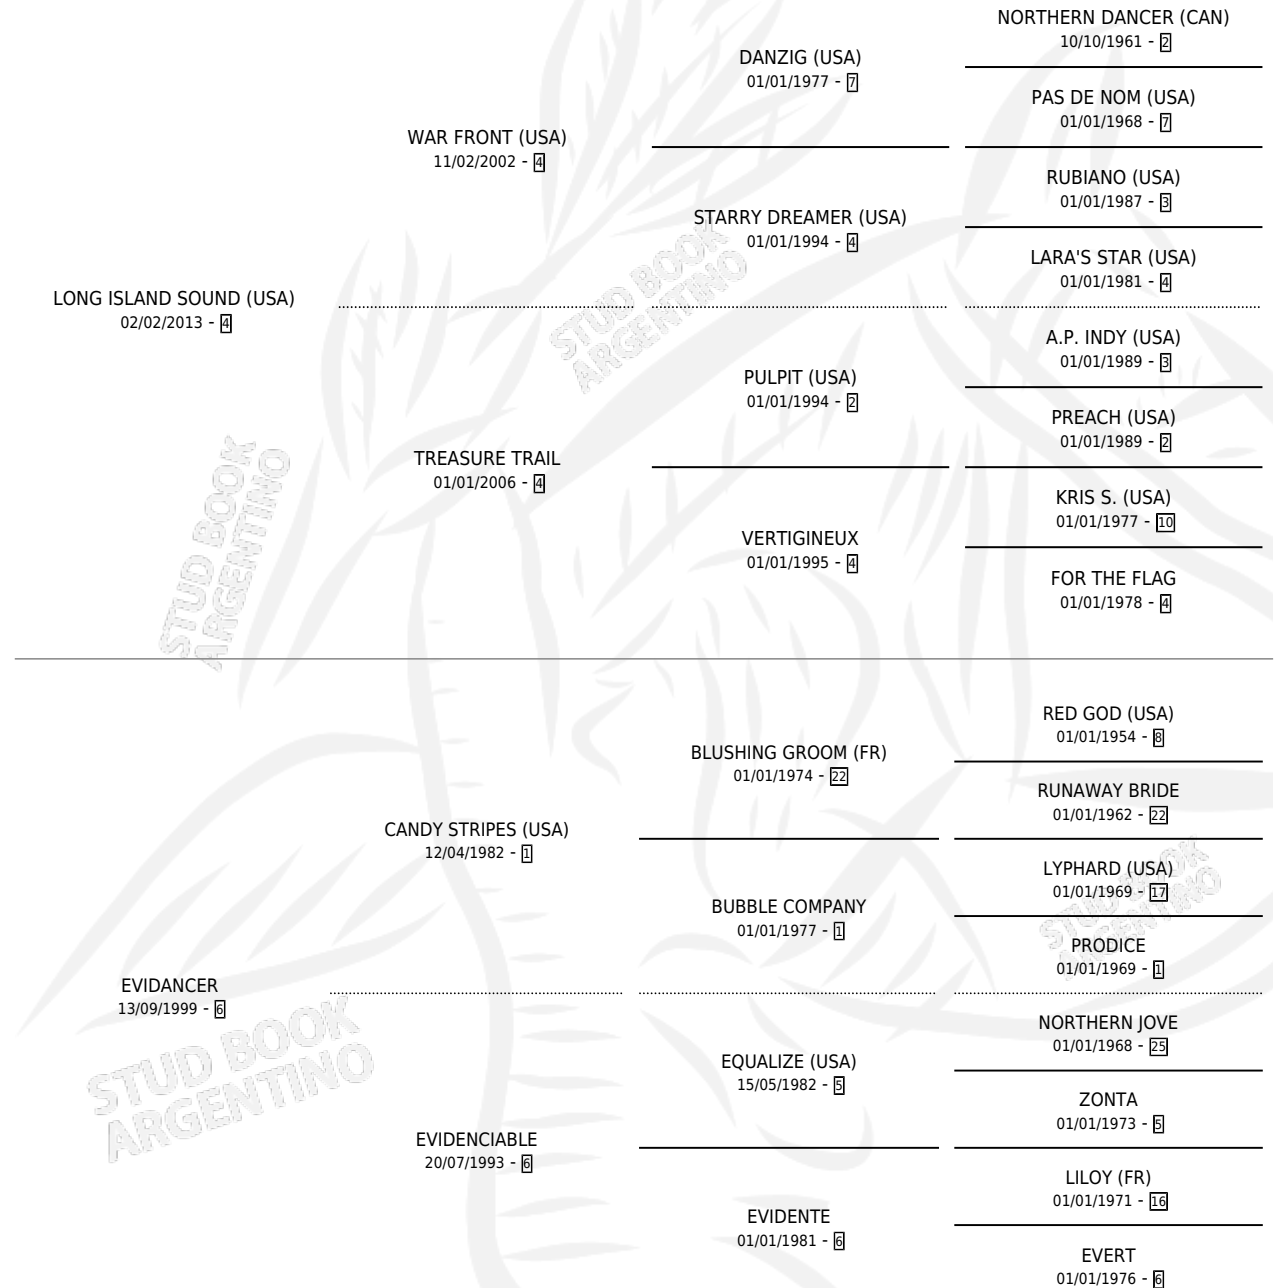 NORTHERN DANCER (CAN)
10/10/1961 - 2
DANZIG (USA)
01/01/1977 - 7
PAS DE NOM (USA)
01/01/1968 - 7
WAR FRONT (USA)
11/02/2002 - 4
RUBIANO (USA)
01/01/1987 - 3
STARRY DREAMER (USA)
01/01/1994 - 4
LARA'S STAR (USA)
01/01/1981 - 4
LONG ISLAND SOUND (USA)
02/02/2013 - 4
A.P. INDY (USA)
01/01/1989 - 3
PULPIT (USA)
01/01/1994 - 2
PREACH (USA)
01/01/1989 - 2
TREASURE TRAIL
01/01/2006 - 4
KRIS S. (USA)
01/01/1977 - 10
VERTIGINEUX
01/01/1995 - 4
FOR THE FLAG
01/01/1978 - 4
RED GOD (USA)
01/01/1954 - 8
BLUSHING GROOM (FR)
01/01/1974 - 22
RUNAWAY BRIDE
01/01/1962 - 22
CANDY STRIPES (USA)
12/04/1982 - 1
LYPHARD (USA)
01/01/1969 - 17
BUBBLE COMPANY
01/01/1977 - 1
PRODICE
01/01/1969 - 1
EVIDANCER
13/09/1999 - 6
NORTHERN JOVE
01/01/1968 - 25
EQUALIZE (USA)
15/05/1982 - 5
ZONTA
01/01/1973 - 5
EVIDENCIABLE
20/07/1993 - 6
LILOY (FR)
01/01/1971 - 16
EVIDENTE
01/01/1981 - 6
EVERT
01/01/1976 - 6
STUD BOOK
ARGENTINO
STUD BOOK
ARGENTINO
STUD BOOK
ARGENTINO
STUD BOOK
ARGENTINO